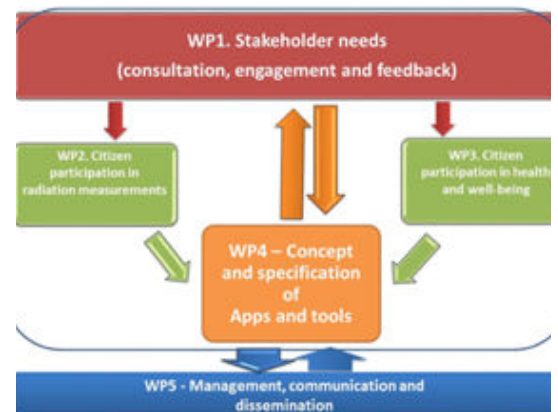 WP1. Stakeholder needs
(consultation, engagement and feedback)
WP2. Citizen
participation in
radiation measurements
WP3. Citizen
participation in health
and well-being
WP4 – Concept
and specification
of
Apps and tools
WP5 - Management, communication and
dissemination